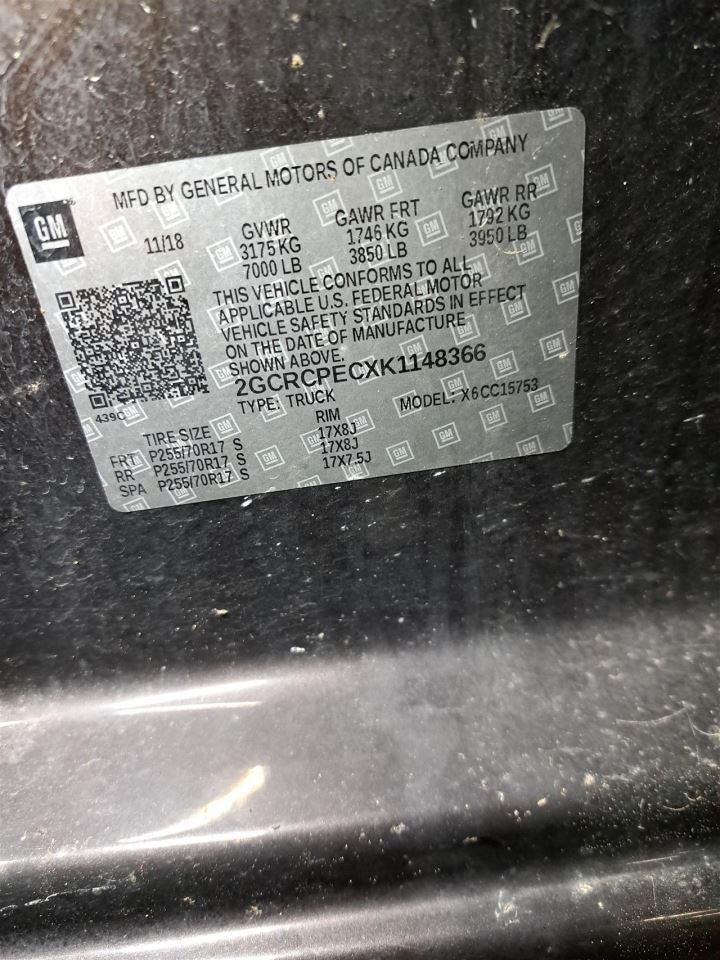 GM
MFD BY GENERAL MOTORS OF CANADA COMPANY
11/18 GVWR GAWR FRT GAWR RR
3175 KG 1746 KG 1792 KG
7000 LB 3850 LB 3950 LB
THIS VEHICLE CONFORMS TO ALL
APPLICABLE U.S. FEDERAL MOTOR
VEHICLE SAFETY STANDARDS IN EFFECT
ON THE DATE OF MANUFACTURE
SHOWN ABOVE.
2GCRCPECXK1148366
439C TYPE: TRUCK MODEL: X6CC15753
TIRE SIZE RIM
FRT P255/70R17 S 17X8J
RR P255/70R17 S 17X8J
SPA P255/70R17 S 17X7.5J